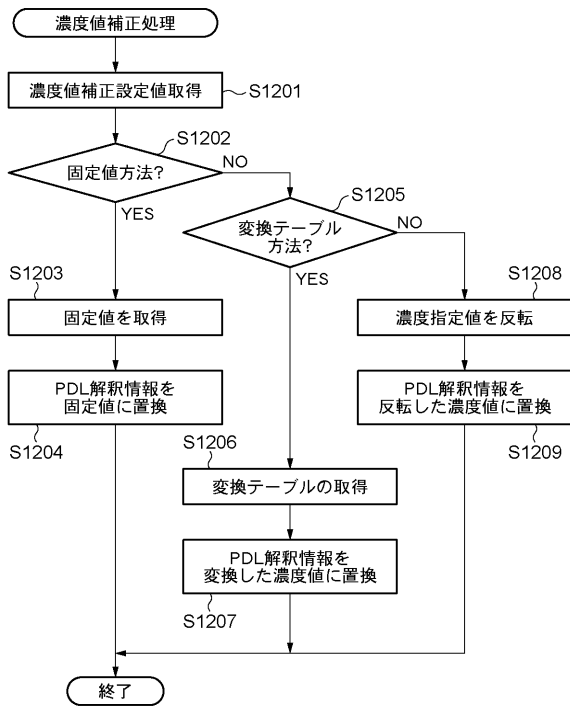 濃度値補正処理
濃度値補正設定値取得
S1201
S1202
固定値方法?
NO
YES
S1205
変換テーブル
方法?
NO
YES
S1203
固定値を取得
S1208
濃度指定値を反転
PDL解釈情報を
固定値に置換
S1204
PDL解釈情報を
反転した濃度値に置換
S1209
S1206
変換テーブルの取得
PDL解釈情報を
変換した濃度値に置換
S1207
終了